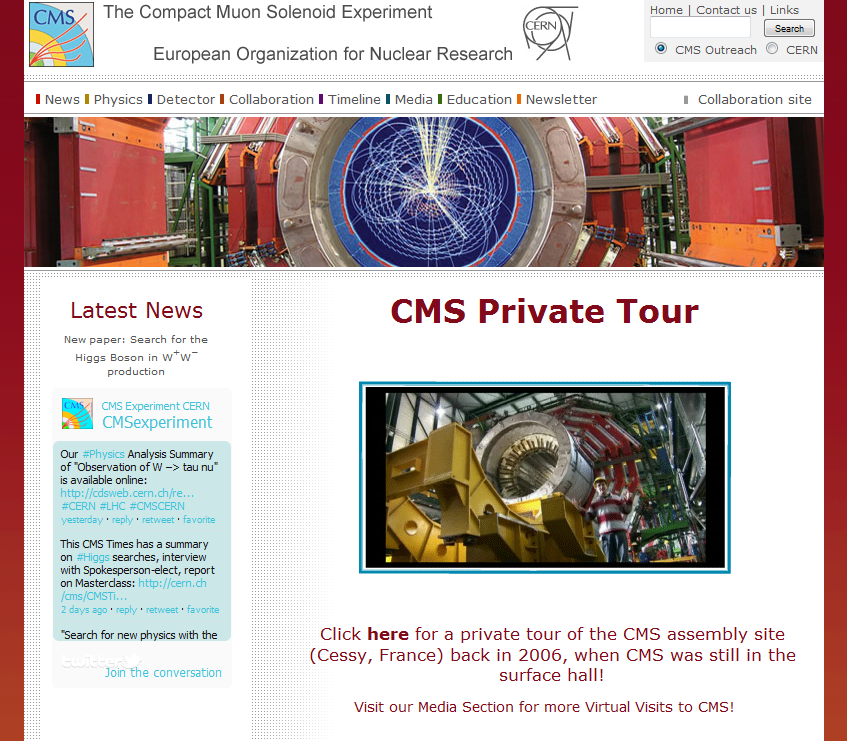 CMS
The Compact Muon Solenoid Experiment
European Organization for Nuclear Research
CERN
Home | Contact us | Links
Search
CMS Outreach CERN
News Physics Detector Collaboration Timeline Media Education Newsletter Collaboration site
Latest News
New paper: Search for the
Higgs Boson in W+W−
production
CMS
CMS Experiment CERN
CMSexperiment
Our #Physics Analysis Summary
of "Observation of W −> tau nu"
is available online:
http://cdsweb.cern.ch/re...
#CERN #LHC #CMSCERN
yesterday · reply · retweet · favorite
This CMS Times has a summary
on #Higgs searches, interview
with Spokesperson-elect, report
on Masterclass: http://cern.ch
/cms/CMSTi...
2 days ago · reply · retweet · favorite
"Search for new physics with the
twitter
Join the conversation
CMS Private Tour
Click here for a private tour of the CMS assembly site
(Cessy, France) back in 2006, when CMS was still in the
surface hall!
Visit our Media Section for more Virtual Visits to CMS!